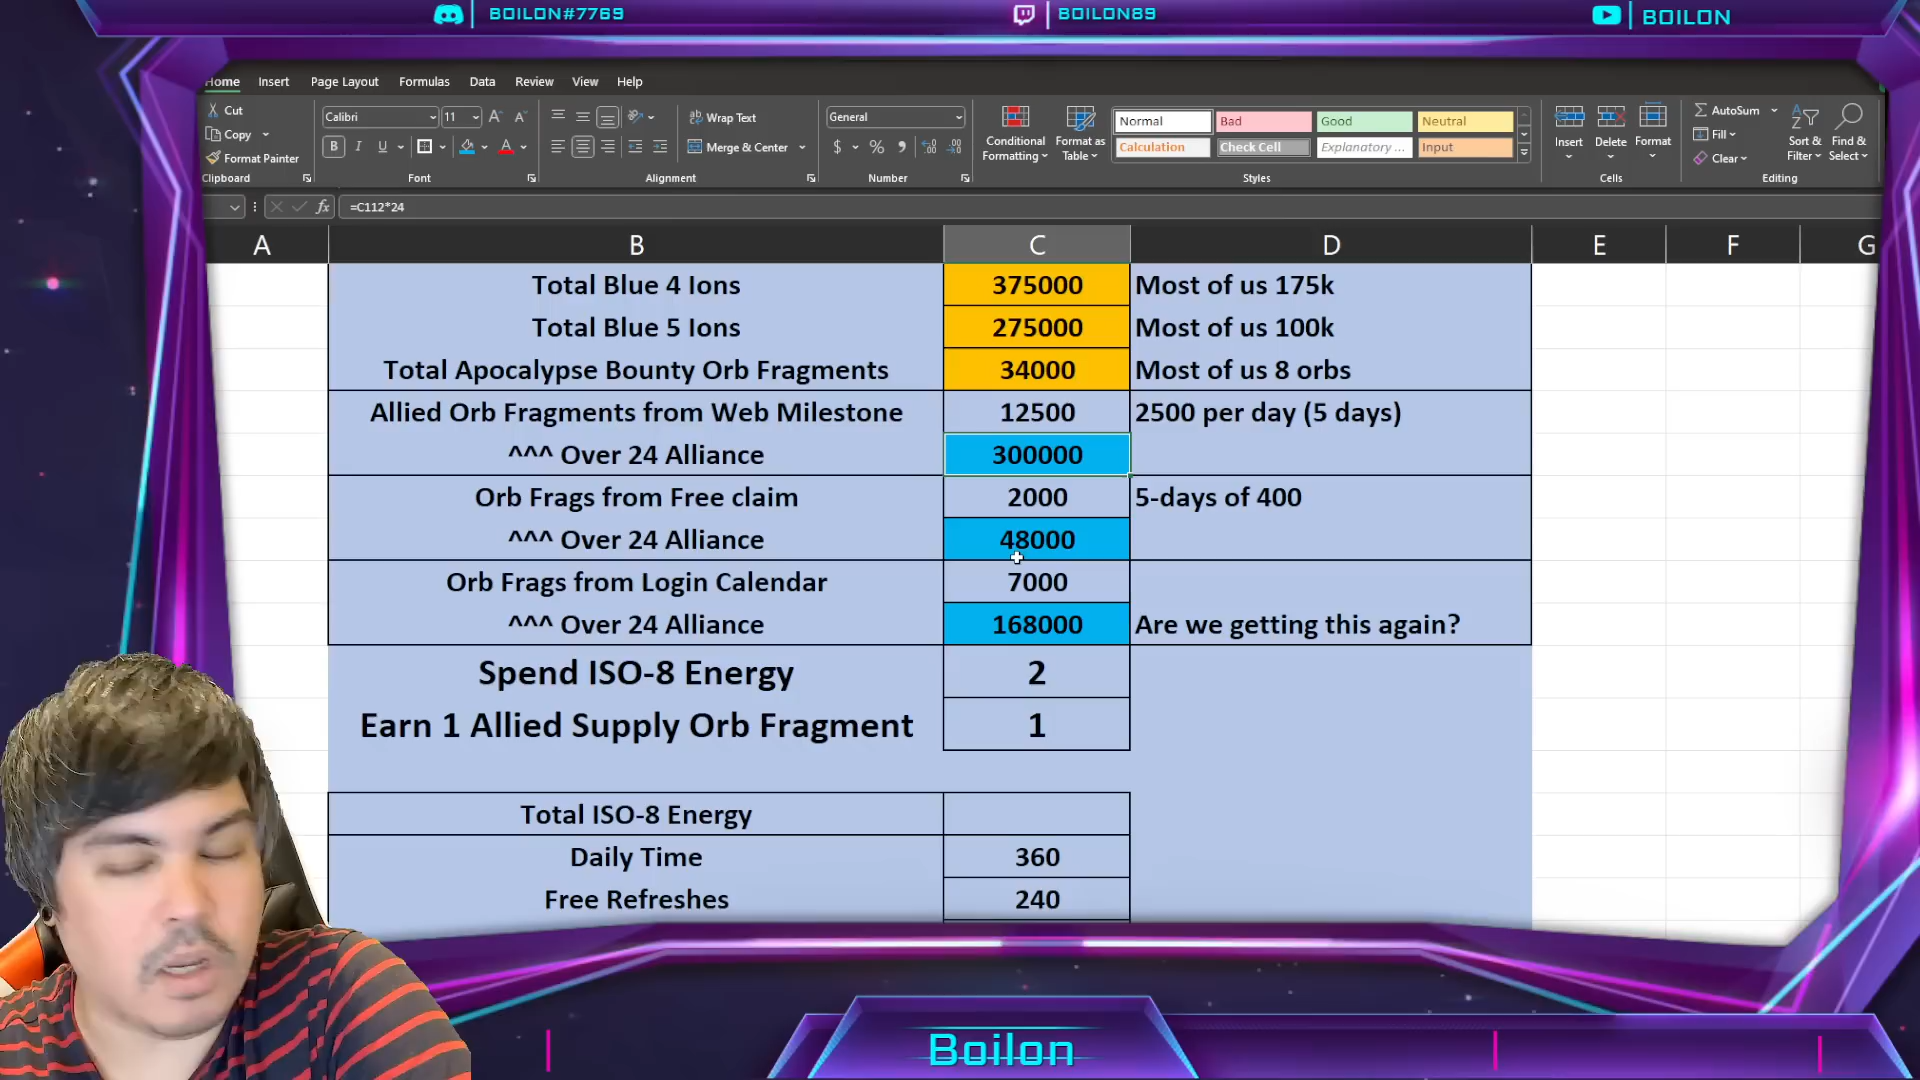 BOILON#7769
BOILON89
BOILON
Home Insert Page Layout Formulas Data Review View Help
Cut
Copy
Format Painter
Clipboard
Calibri 11
Font
Wrap Text
Merge & Center
Alignment
General
Number
Conditional Formatting
Format as Table
Normal Bad Good Neutral
Calculation Check Cell Explanatory ... Input
Styles
Insert Delete Format
Cells
AutoSum
Fill
Clear
Sort & Filter
Find & Select
Editing
=C112*24
A B C D E F G
Total Blue 4 Ions 375000 Most of us 175k
Total Blue 5 Ions 275000 Most of us 100k
Total Apocalypse Bounty Orb Fragments 34000 Most of us 8 orbs
Allied Orb Fragments from Web Milestone 12500 2500 per day (5 days)
^^^ Over 24 Alliance 300000
Orb Frags from Free claim 2000 5-days of 400
^^^ Over 24 Alliance 48000
Orb Frags from Login Calendar 7000
^^^ Over 24 Alliance 168000 Are we getting this again?
Spend ISO-8 Energy 2
Earn 1 Allied Supply Orb Fragment 1
Total ISO-8 Energy
Daily Time 360
Free Refreshes 240
Boilon